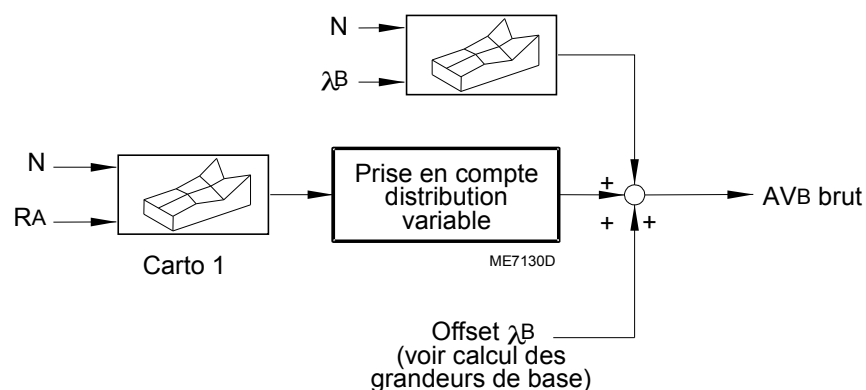 N
λB
N
RA
Carto 1
Prise en compte
distribution
variable
ME7130D
+
+
+
AVB brut
Offset λB
(voir calcul des
grandeurs de base)